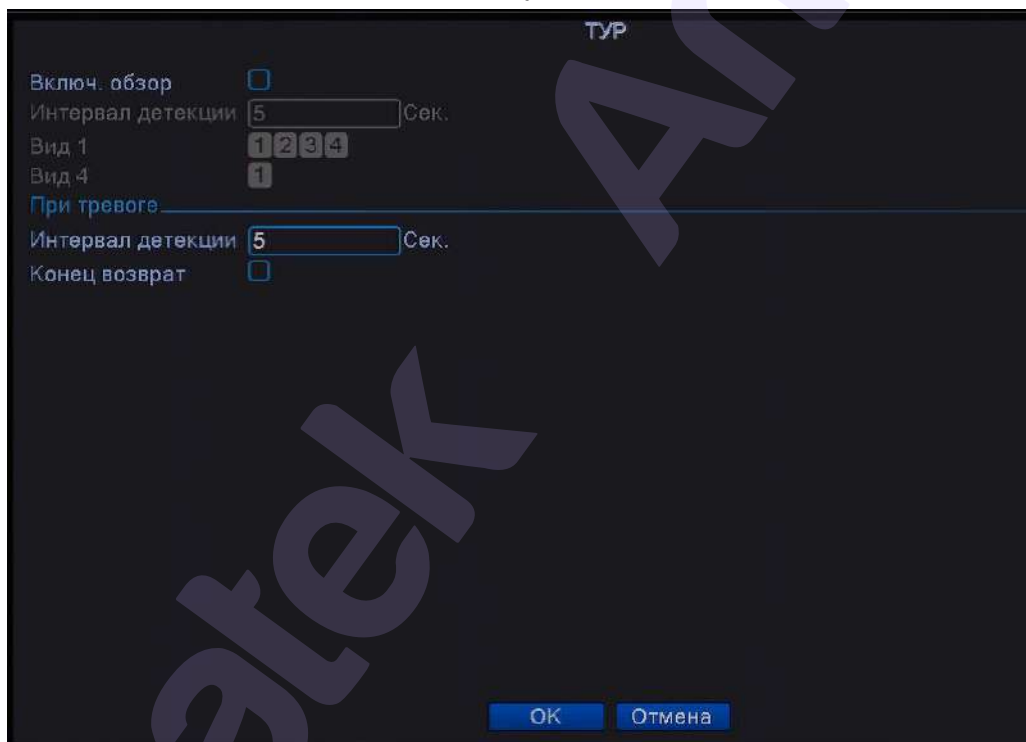 ТУР
Включ. обзор
Интервал детекции 5 Сек.
Вид 1 1 2 3 4
Вид 4 1
При тревоге
Интервал детекции 5 Сек.
Конец возврат
OK Отмена
atek